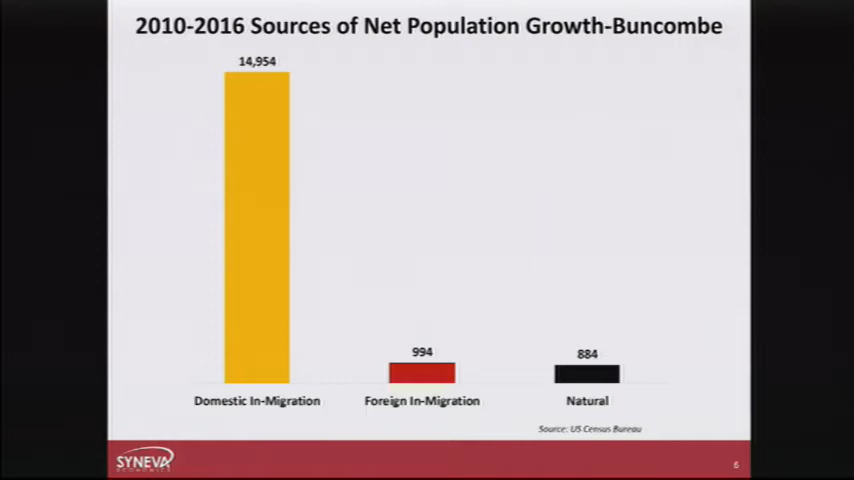 2010-2016 Sources of Net Population Growth-Buncombe
14,954
994
884
Domestic In-Migration
Foreign In-Migration
Natural
Source: US Census Bureau
SYNEVA
ECONOMICS
6